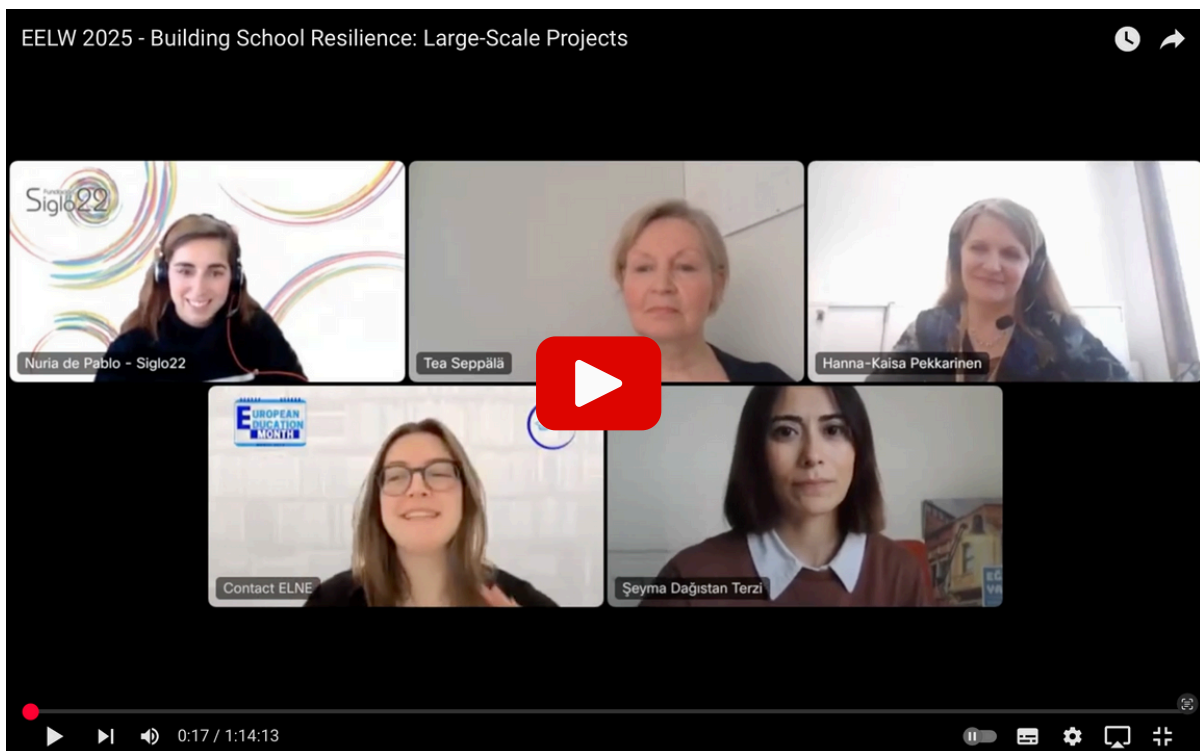 EELW 2025 - Building School Resilience: Large-Scale Projects
Fundación
Siglo22
Nuria de Pablo - Siglo22
Tea Seppälä
Hanna-Kaisa Pekkarinen
EUROPEAN
EDUCATION
MONTH
Contact ELNE
Şeyma Dağıstan Terzi
0:17 / 1:14:13